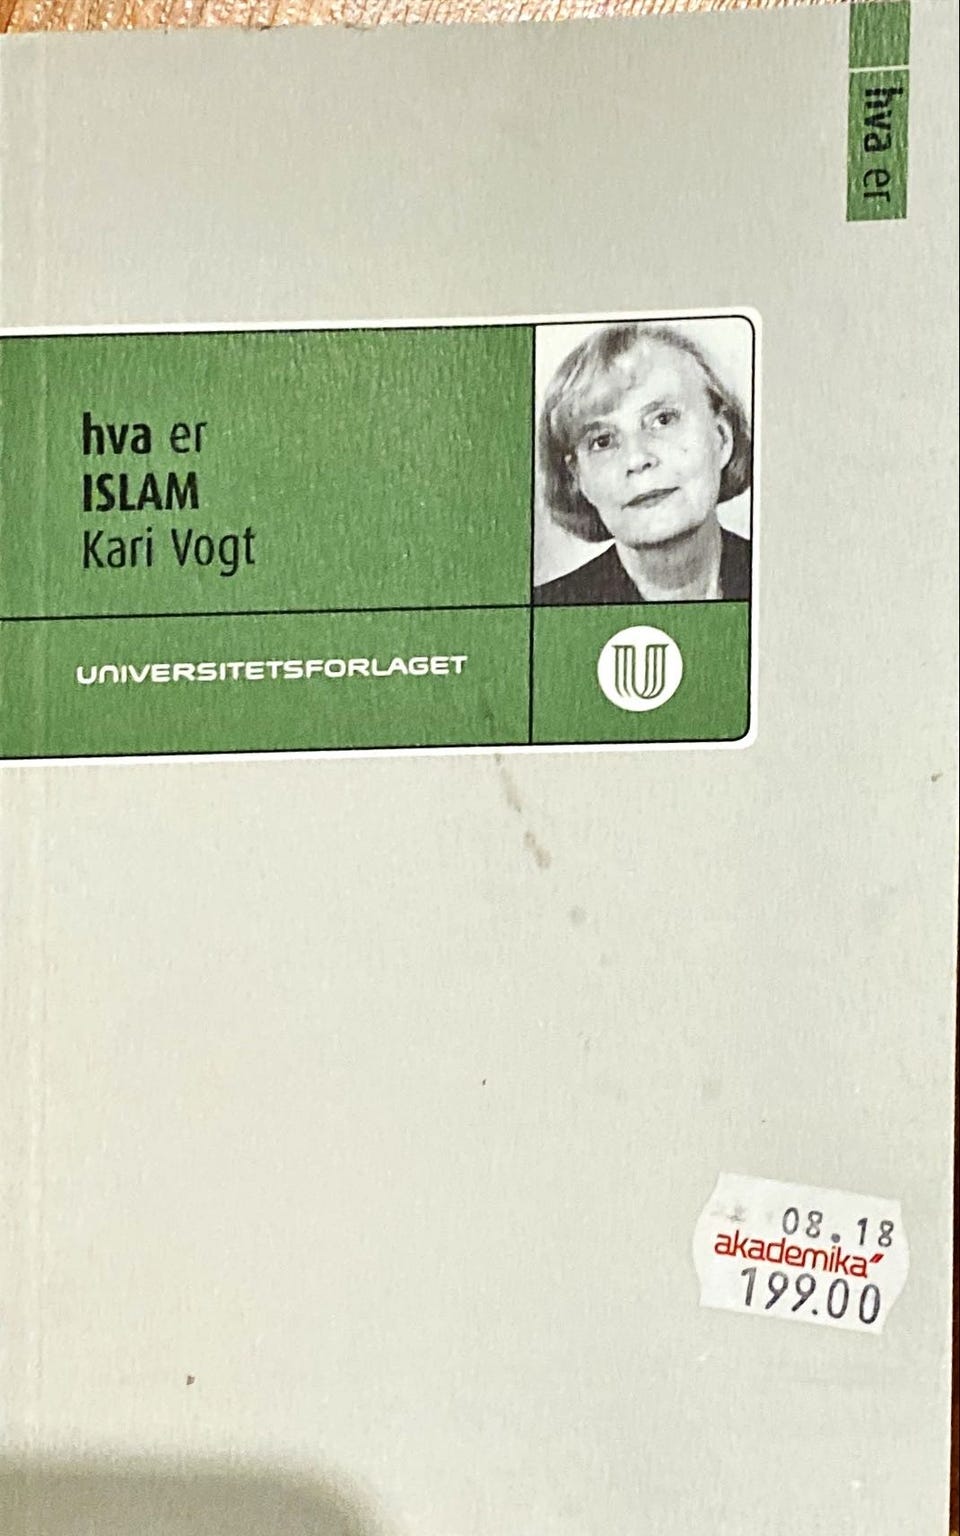 hva er
hva er
ISLAM
Kari Vogt
UNIVERSITETSFORLAGET
U
08.18
akademika"
199.00